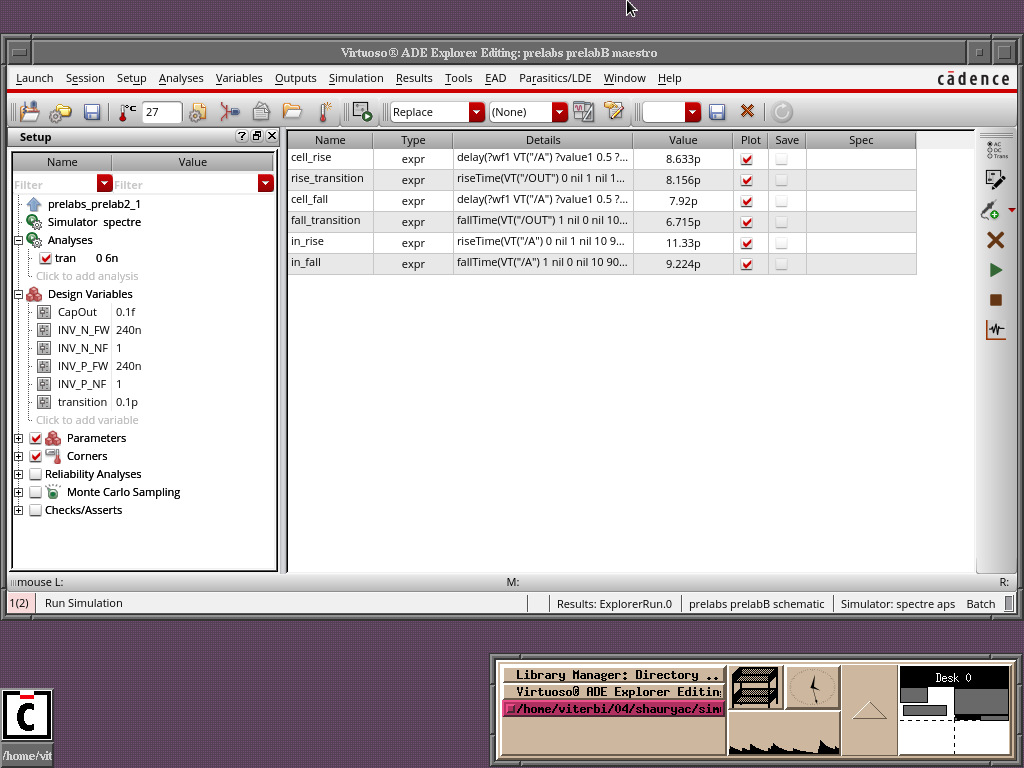 Virtuoso® ADE Explorer Editing: prelabs prelabB maestro
Launch Session Setup Analyses Variables Outputs Simulation Results Tools EAD Parasitics/LDE Window Help cādence
°C 27 Replace (None)
Setup
Name Value
Filter Filter
prelabs_prelab2_1
Simulator spectre
Analyses
tran 0 6n
Click to add analysis
Design Variables
CapOut 0.1f
INV_N_FW 240n
INV_N_NF 1
INV_P_FW 240n
INV_P_NF 1
transition 0.1p
Click to add variable
Parameters
Corners
Reliability Analyses
Monte Carlo Sampling
Checks/Asserts
Name Type Details Value Plot Save Spec
cell_rise expr delay(?wf1 VT("/A") ?value1 0.5 ?... 8.633p
rise_transition expr riseTime(VT("/OUT") 0 nil 1 nil 1... 8.156p
cell_fall expr delay(?wf1 VT("/A") ?value1 0.5 ?... 7.92p
fall_transition expr fallTime(VT("/OUT") 1 nil 0 nil 10... 6.715p
in_rise expr riseTime(VT("/A") 0 nil 1 nil 10 9... 11.33p
in_fall expr fallTime(VT("/A") 1 nil 0 nil 10 90... 9.224p
AC
DC
Trans
mouse L: M: R:
1(2) Run Simulation Results: ExplorerRun.0 prelabs prelabB schematic Simulator: spectre aps Batch
Library Manager: Directory ..
Virtuoso® ADE Explorer Editin
/home/viterbi/04/shauryac/sim
Desk 0
C
/home/vit